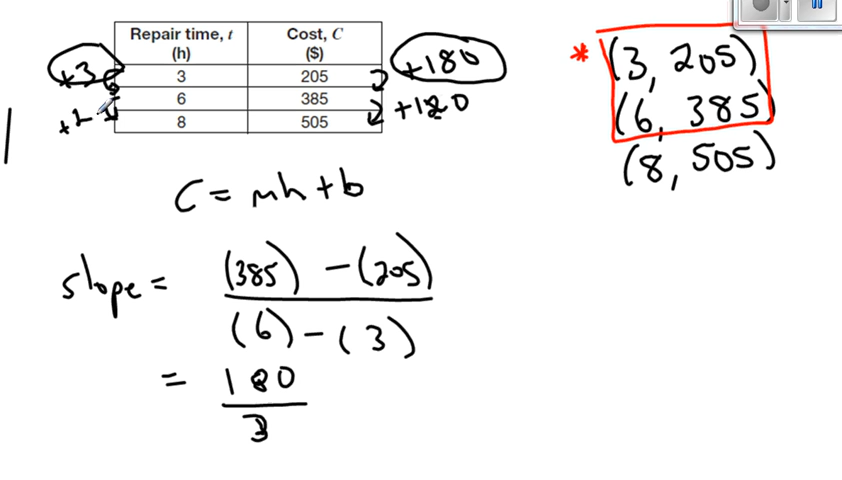 Repair time, t (h) Cost, C ($)
3 205
6 385
8 505
+3
+2
+180
+120
* (3, 205)
(6, 385)
(8, 505)
C = mh + b
slope = (385) - (205)
(6) - (3)
= 180
3